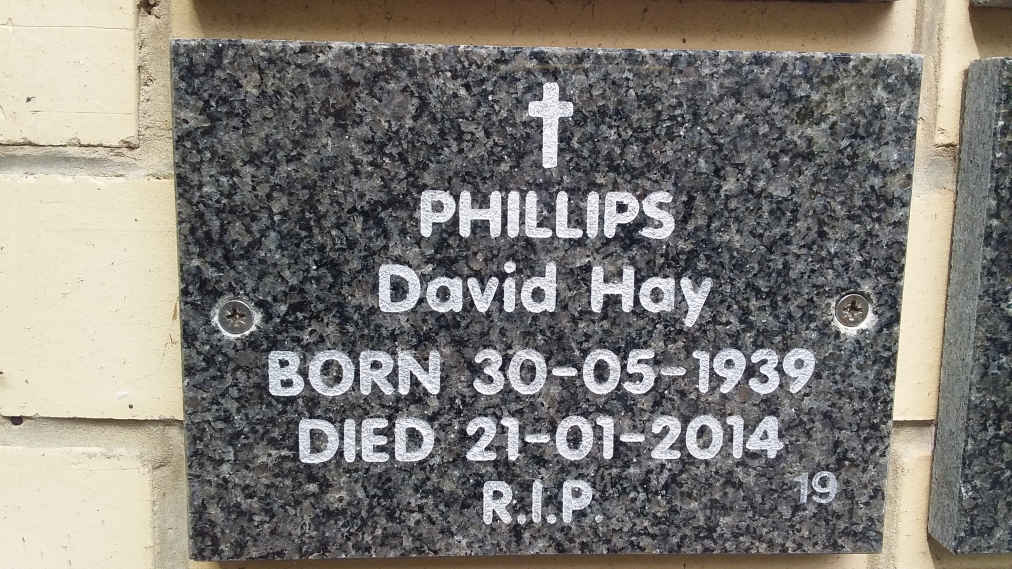 PHILLIPS
David Hay
BORN 30-05-1939
DIED 21-01-2014
R.I.P.
19